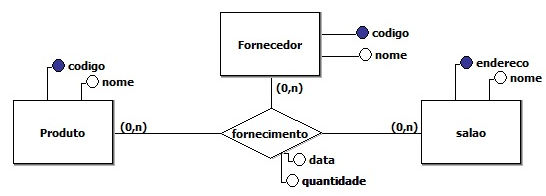 Fornecedor
codigo
nome
codigo
nome
endereco
nome
(0,n)
Produto
(0,n)
fornecimento
(0,n)
salao
data
quantidade